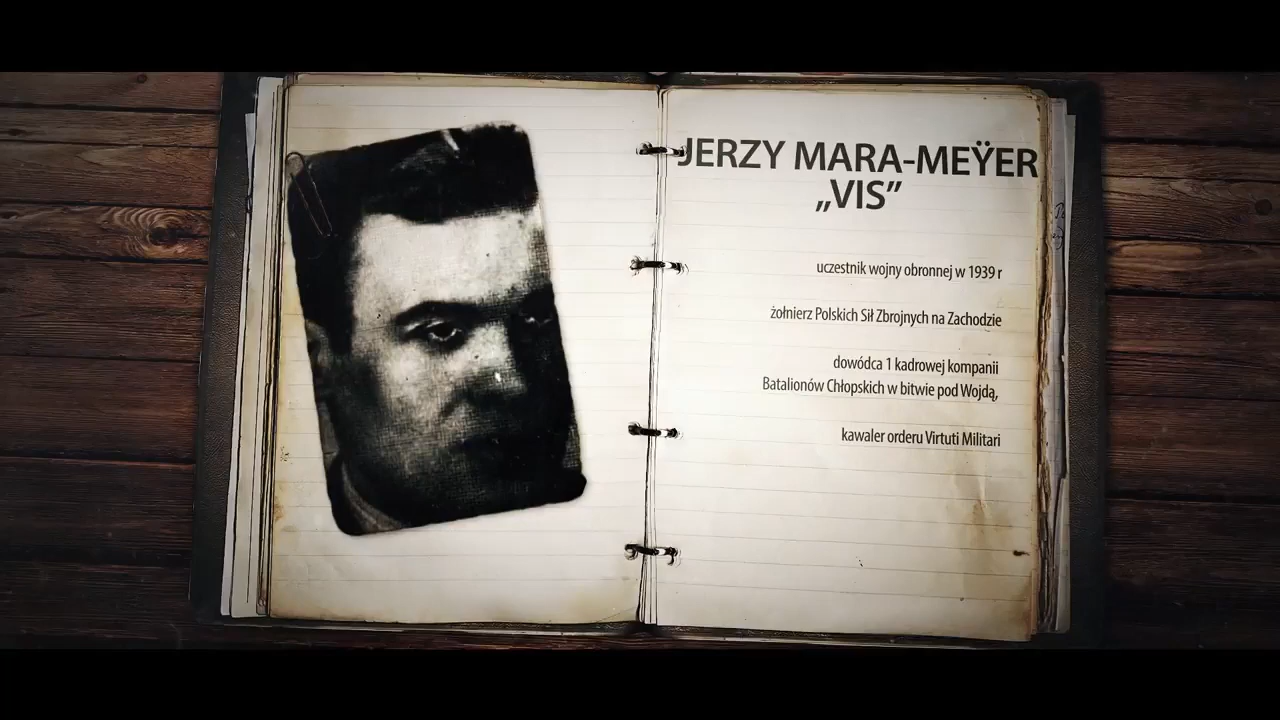 JERZY MARA-MEŸER
„VIS”
uczestnik wojny obronnej w 1939 r
żołnierz Polskich Sił Zbrojnych na Zachodzie
dowódca 1 kadrowej kompanii
Batalionów Chłopskich w bitwie pod Wojdą,
kawaler orderu Virtuti Militari